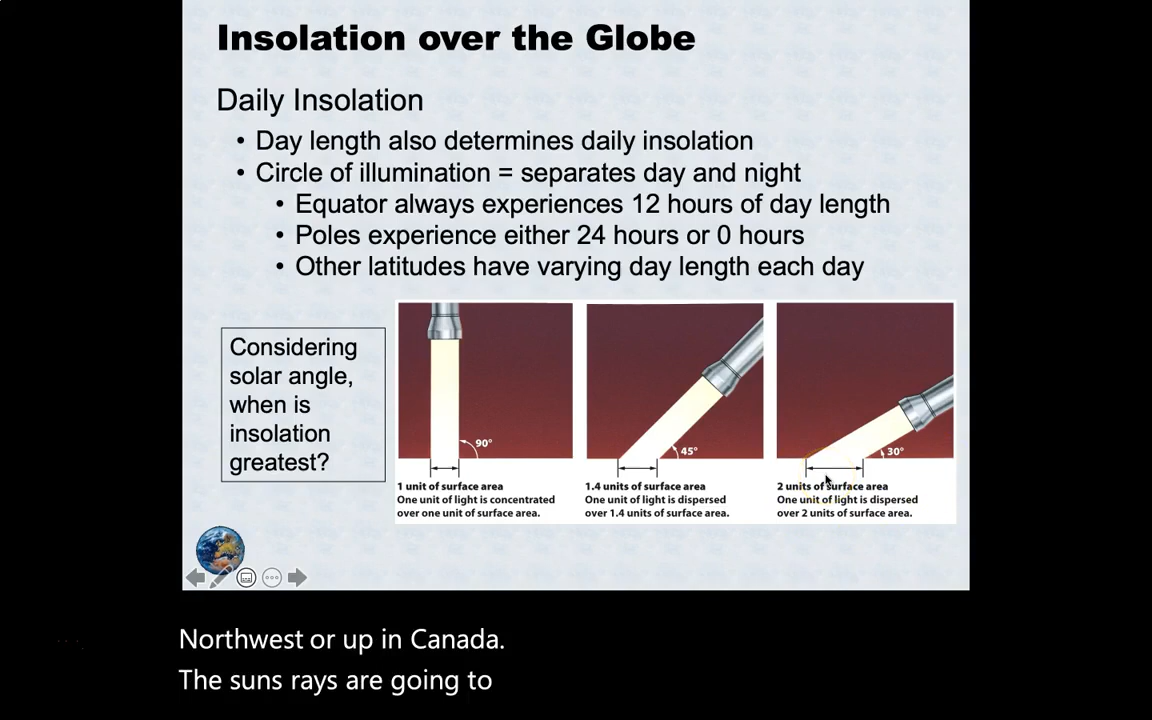 Insolation over the Globe
Daily Insolation
• Day length also determines daily insolation
• Circle of illumination = separates day and night
• Equator always experiences 12 hours of day length
• Poles experience either 24 hours or 0 hours
• Other latitudes have varying day length each day
Considering
solar angle,
when is
insolation
greatest?
90°
1 unit of surface area
One unit of light is concentrated
over one unit of surface area.
45°
1.4 units of surface area
One unit of light is dispersed
over 1.4 units of surface area.
30°
2 units of surface area
One unit of light is dispersed
over 2 units of surface area.
Northwest or up in Canada.
The suns rays are going to